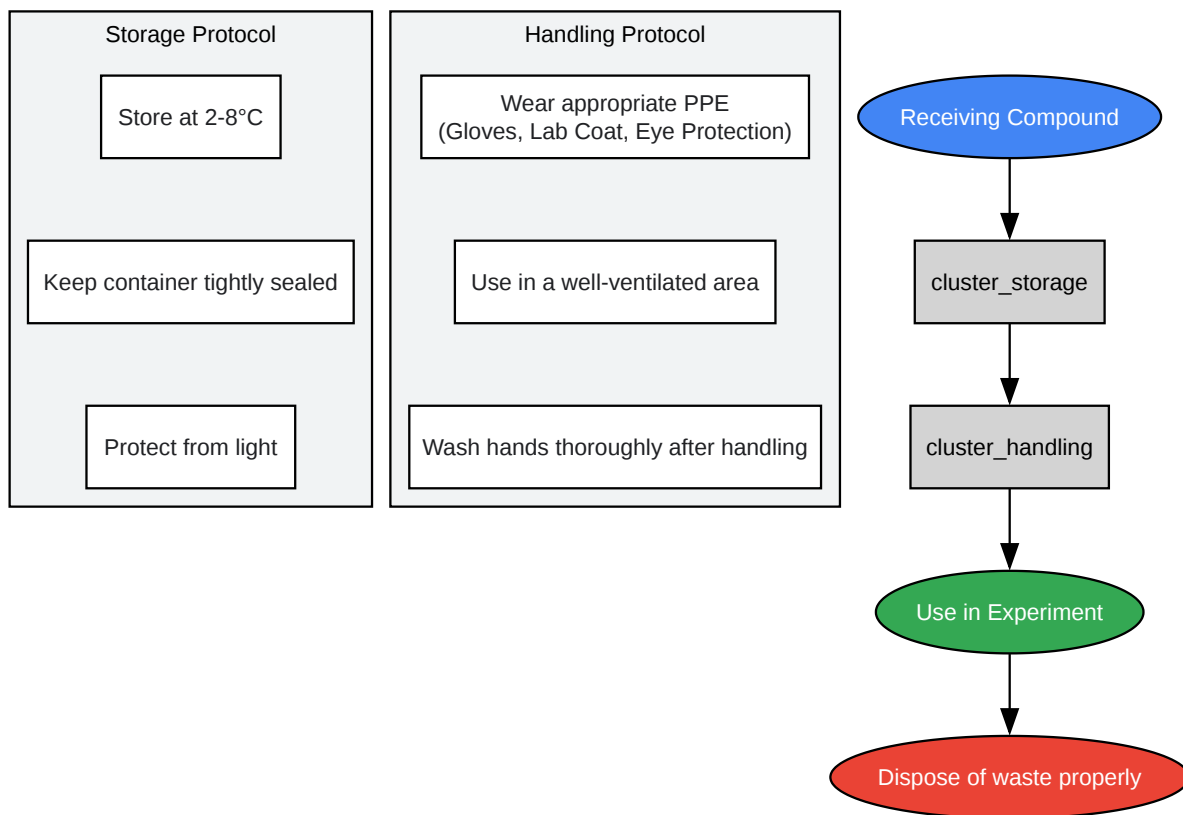 Storage Protocol
Store at 2-8°C
Keep container tightly sealed
Protect from light
Handling Protocol
Wear appropriate PPE
(Gloves, Lab Coat, Eye Protection)
Use in a well-ventilated area
Wash hands thoroughly after handling
Receiving Compound
cluster_storage
cluster_handling
Use in Experiment
Dispose of waste properly